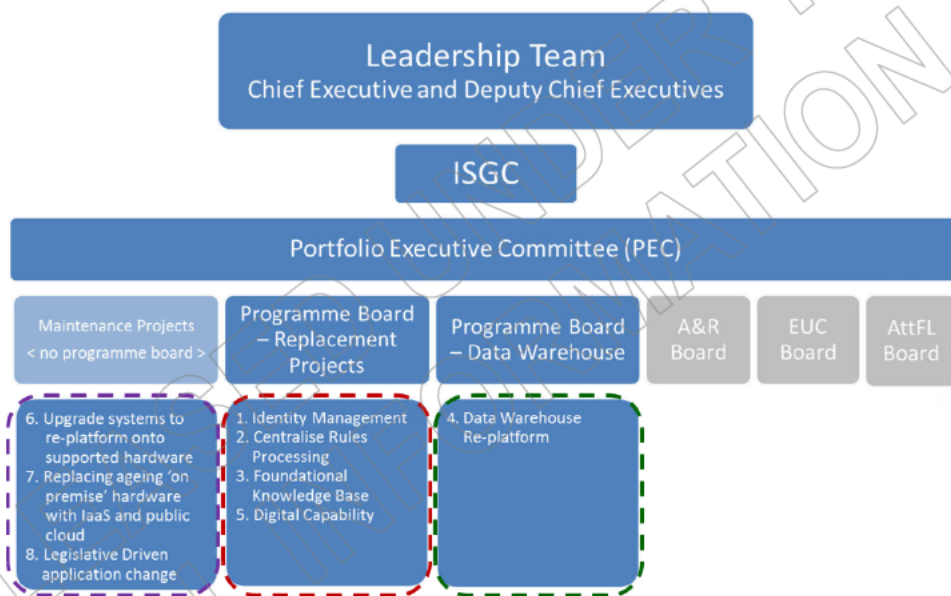 Leadership Team
Chief Executive and Deputy Chief Executives
ISGC
Portfolio Executive Committee (PEC)
Maintenance Projects
< no programme board >
Programme Board
– Replacement
Projects
Programme Board
– Data Warehouse
A&R
Board
EUC
Board
AttFL
Board
6. Upgrade systems to
re-platform onto
supported hardware
7. Replacing ageing ‘on
premise’ hardware
with IaaS and public
cloud
8. Legislative Driven
application change
1. Identity Management
2. Centralise Rules
Processing
3. Foundational
Knowledge Base
5. Digital Capability
4. Data Warehouse
Re-platform
UNDER
INFORMATION